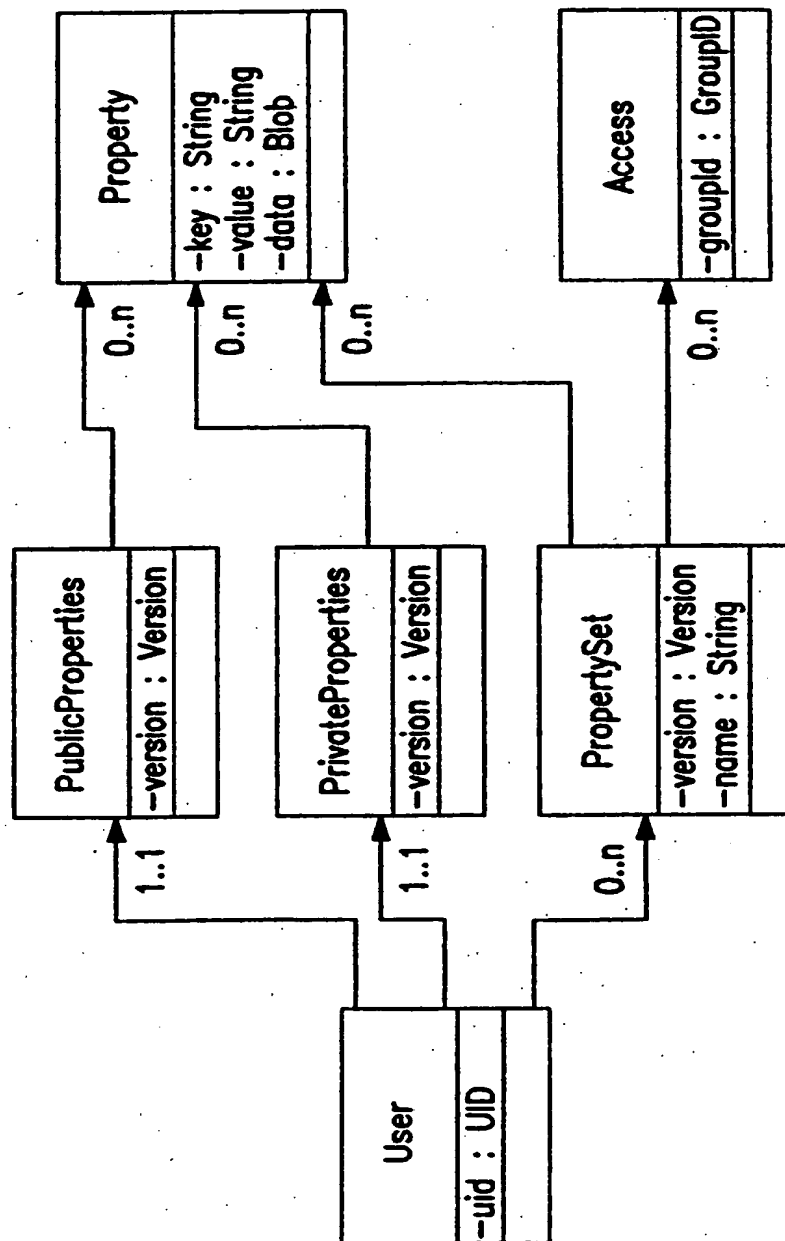 User
-uid : UID
1..1
1..1
0..n
PublicProperties
-version : Version
PrivateProperties
-version : Version
PropertySet
-version : Version
-name : String
0..n
0..n
0..n
0..n
Property
-key : String
-value : String
-data : Blob
Access
-groupId : GroupID